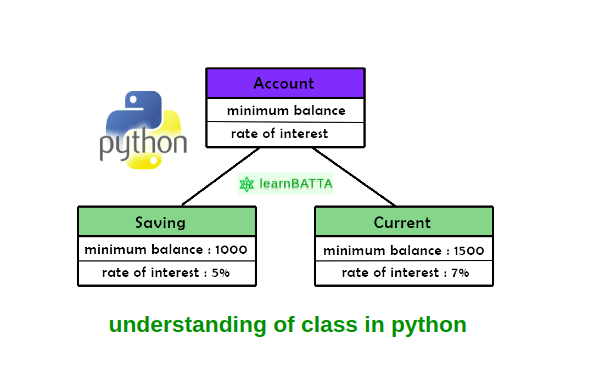 Account
minimum balance
rate of interest
python
learnBATTA
Saving
minimum balance : 1000
rate of interest : 5%
Current
minimum balance : 1500
rate of interest : 7%
understanding of class in python